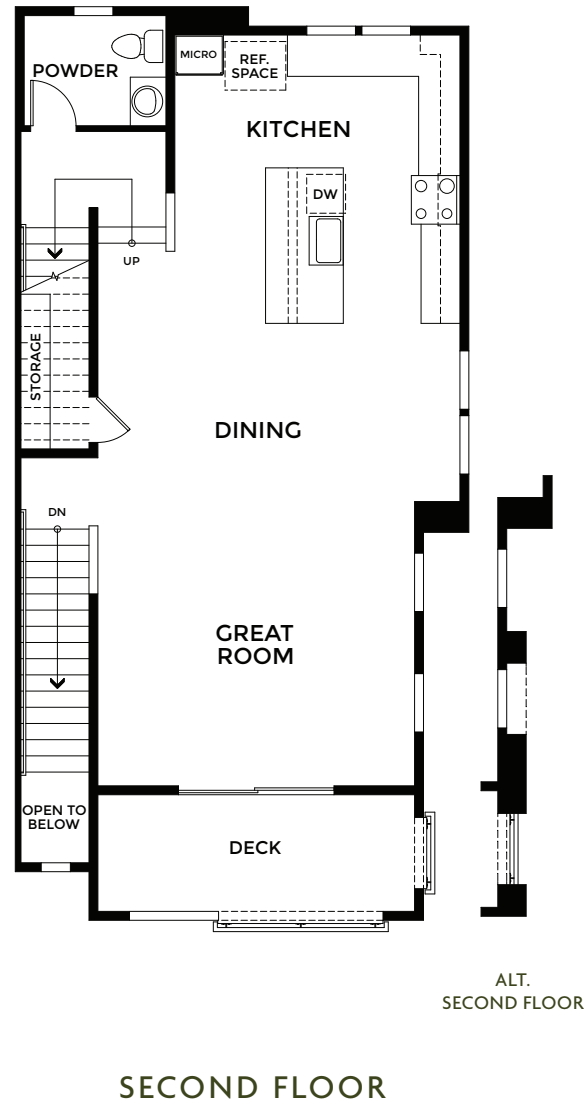 POWDER
MICRO
REF.
SPACE
KITCHEN
DW
UP
STORAGE
DINING
DN
GREAT
ROOM
OPEN TO
BELOW
DECK
ALT.
SECOND FLOOR
SECOND FLOOR